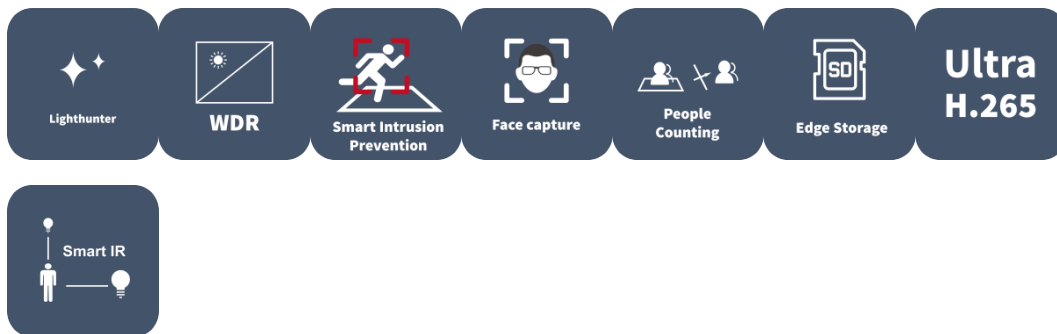 Lighthunter
WDR
Smart Intrusion
Prevention
Face capture
People
Counting
SD
Edge Storage
Ultra
H.265
Smart IR